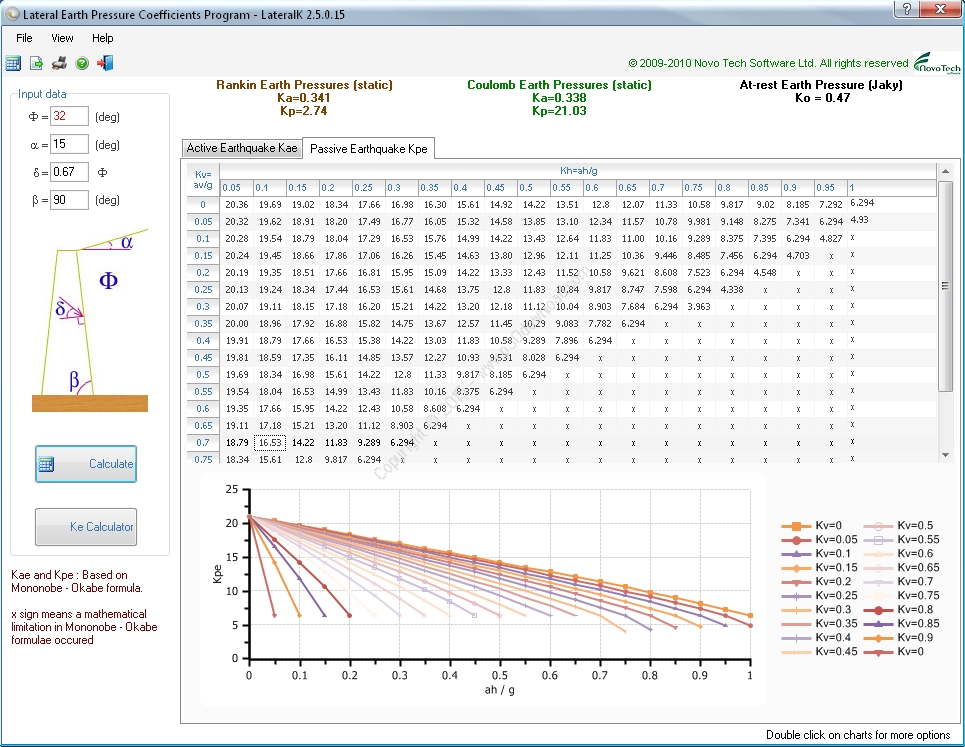 Lateral Earth Pressure Coefficients Program - LateralK 2.5.0.15
File View Help
© 2009-2010 Novo Tech Software Ltd. All rights reserved
NovoTech
Input data
Φ = 32 (deg)
α = 15 (deg)
δ = 0.67 Φ
β = 90 (deg)
α
Φ
δ
β
Calculate
Ke Calculator
Kae and Kpe : Based on
Mononobe - Okabe formula.
x sign means a mathematical
limitation in Mononobe - Okabe
formulae occured
Rankin Earth Pressures (static)
Ka=0.341
Kp=2.74
Coulomb Earth Pressures (static)
Ka=0.338
Kp=21.03
At-rest Earth Pressure (Jaky)
Ko = 0.47
Active Earthquake Kae Passive Earthquake Kpe
Kv=
av/g
Kh=ah/g
0.05 0.1 0.15 0.2 0.25 0.3 0.35 0.4 0.45 0.5 0.55 0.6 0.65 0.7 0.75 0.8 0.85 0.9 0.95 1
0 20.36 19.69 19.02 18.34 17.66 16.98 16.30 15.61 14.92 14.22 13.51 12.8 12.07 11.33 10.58 9.817 9.02 8.185 7.292 6.294
0.05 20.32 19.62 18.91 18.20 17.49 16.77 16.05 15.32 14.58 13.85 13.10 12.34 11.57 10.78 9.981 9.148 8.275 7.341 6.294 4.93
0.1 20.28 19.54 18.79 18.04 17.29 16.53 15.76 14.99 14.22 13.43 12.64 11.83 11.00 10.16 9.289 8.375 7.395 6.294 4.827 x
0.15 20.24 19.45 18.66 17.86 17.06 16.26 15.45 14.63 13.80 12.96 12.11 11.25 10.36 9.446 8.485 7.456 6.294 4.703 x x
0.2 20.19 19.35 18.51 17.66 16.81 15.95 15.09 14.22 13.33 12.43 11.52 10.58 9.621 8.608 7.523 6.294 4.548 x x x
0.25 20.13 19.24 18.34 17.44 16.53 15.61 14.68 13.75 12.8 11.83 10.84 9.817 8.747 7.598 6.294 4.338 x x x x
0.3 20.07 19.11 18.15 17.18 16.20 15.21 14.22 13.20 12.18 11.12 10.04 8.903 7.684 6.294 3.963 x x x x x
0.35 20.00 18.96 17.92 16.88 15.82 14.75 13.67 12.57 11.45 10.29 9.083 7.782 6.294 x x x x x x x
0.4 19.91 18.79 17.66 16.53 15.38 14.22 13.03 11.83 10.58 9.289 7.896 6.294 x x x x x x x x
0.45 19.81 18.59 17.35 16.11 14.85 13.57 12.27 10.93 9.531 8.028 6.294 x x x x x x x x x
0.5 19.69 18.34 16.98 15.61 14.22 12.8 11.33 9.817 8.185 6.294 x x x x x x x x x x
0.55 19.54 18.04 16.53 14.99 13.43 11.83 10.16 8.375 6.294 x x x x x x x x x x x
0.6 19.35 17.66 15.95 14.22 12.43 10.58 8.608 6.294 x x x x x x x x x x x x
0.65 19.11 17.18 15.21 13.20 11.12 8.903 6.294 x x x x x x x x x x x x x
0.7 18.79 16.53 14.22 11.83 9.289 6.294 x x x x x x x x x x x x x x
0.75 18.34 15.61 12.8 9.817 6.294 x x x x x x x x x x x x x x x
Kpe
25
20
15
10
5
0
0 0.1 0.2 0.3 0.4 0.5 0.6 0.7 0.8 0.9 1
ah / g
Kv=0 Kv=0.5
Kv=0.05 Kv=0.55
Kv=0.1 Kv=0.6
Kv=0.15 Kv=0.65
Kv=0.2 Kv=0.7
Kv=0.25 Kv=0.75
Kv=0.3 Kv=0.8
Kv=0.35 Kv=0.85
Kv=0.4 Kv=0.9
Kv=0.45 Kv=0
Double click on charts for more options